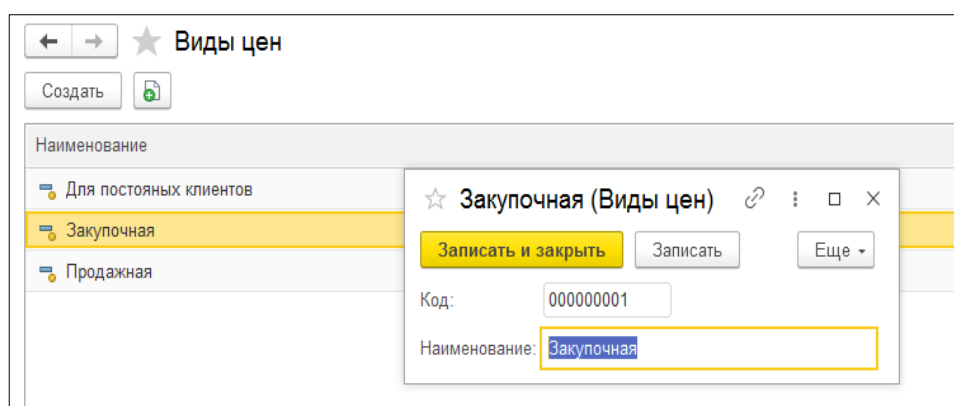 Виды цен
Создать
Наименование
Для постояных клиентов
Закупочная
Продажная
Закупочная (Виды цен)
Записать и закрыть Записать Еще
Код: 000000001
Наименование: Закупочная